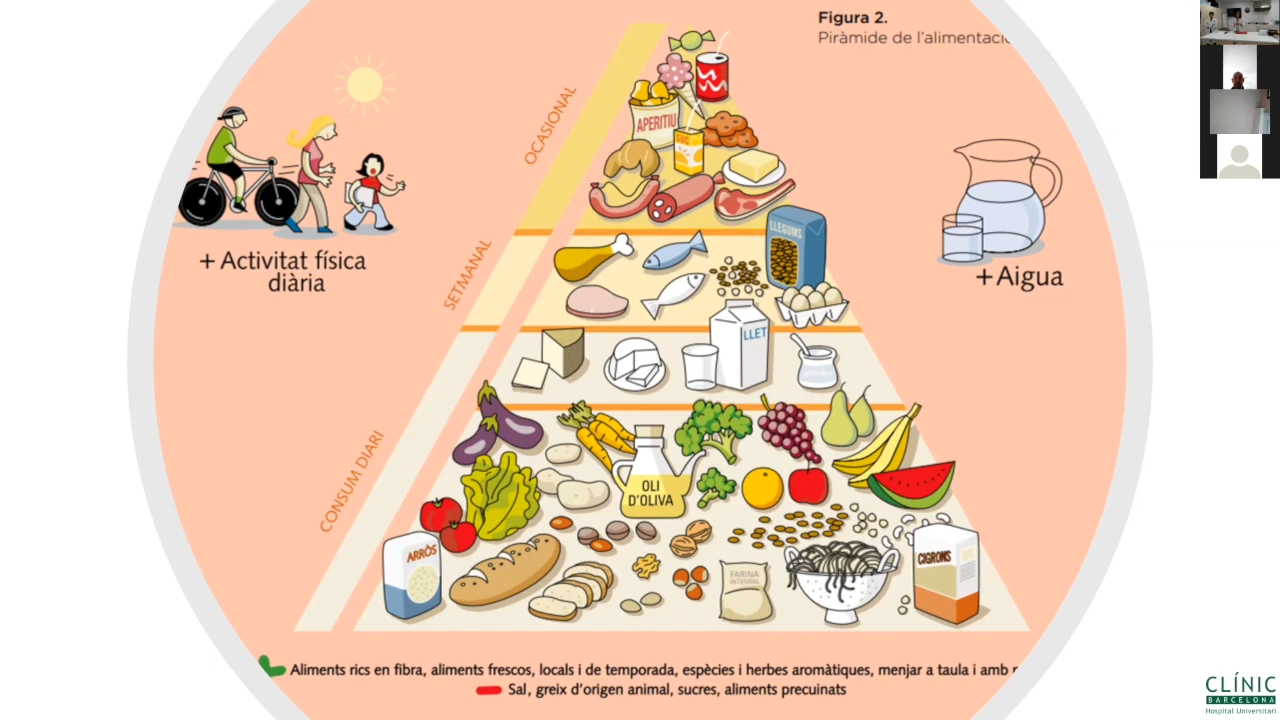 Figura 2.
Piràmide de l'alimentaci
OCASIONAL
APERITIU
SUC
LLEGUMS
SETMANAL
+ Activitat física
diària
+ Aigua
LLET
CONSUM DIARI
OLI
D'OLIVA
ARRÒS
FARINA
INTEGRAL
CIGRONS
Aliments rics en fibra, aliments frescos, locals i de temporada, espècies i herbes aromàtiques, menjar a taula i amb
Sal, greix d'origen animal, sucres, aliments precuinats
CLÍNIC
BARCELONA
Hospital Universitari